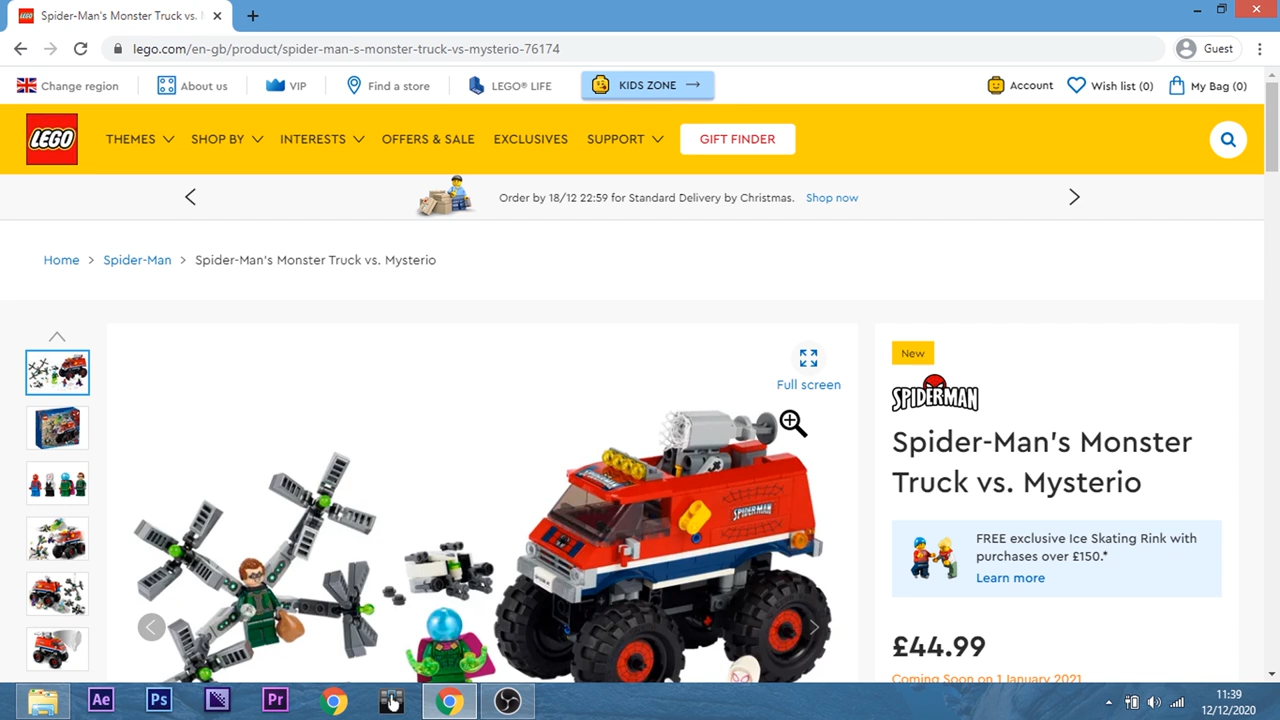 Spider-Man's Monster Truck vs.
lego.com/en-gb/product/spider-man-s-monster-truck-vs-mysterio-76174
Guest
Change region
About us
VIP
Find a store
LEGO® LIFE
KIDS ZONE
Account
Wish list (0)
My Bag (0)
LEGO
THEMES
SHOP BY
INTERESTS
OFFERS & SALE
EXCLUSIVES
SUPPORT
GIFT FINDER
Order by 18/12 22:59 for Standard Delivery by Christmas. Shop now
Home > Spider-Man > Spider-Man's Monster Truck vs. Mysterio
Full screen
SPIDERMAN
New
SPIDERMAN
Spider-Man's Monster
Truck vs. Mysterio
FREE exclusive Ice Skating Rink with
purchases over £150.*
Learn more
£44.99
Coming Soon on 1 January 2021
Ae
Ps
Pr
11:39
12/12/2020